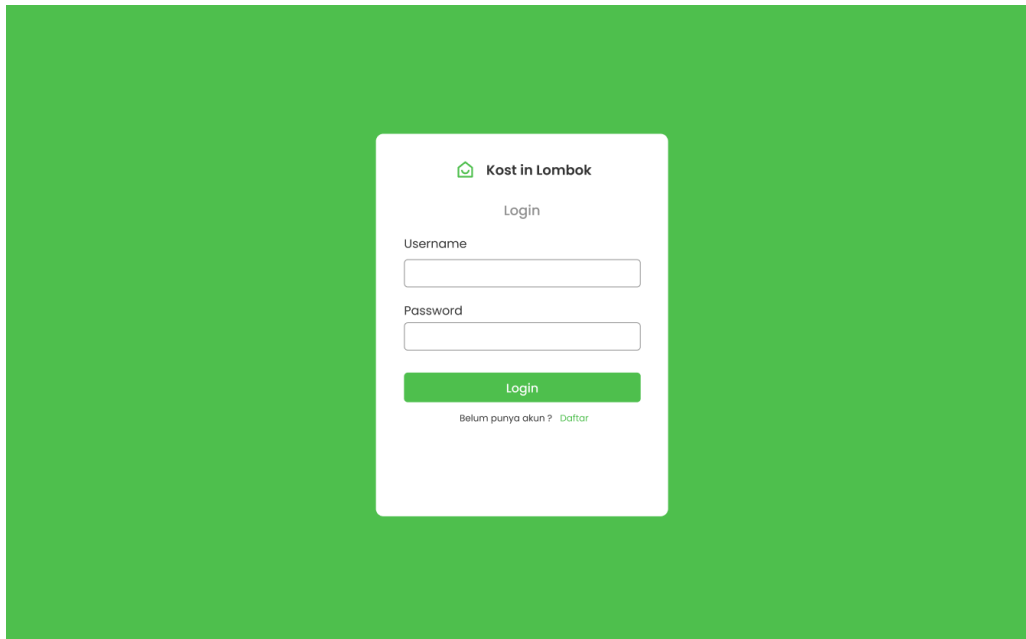 Kost in Lombok
Login
Username
Password
Login
Belum punya akun ? Daftar